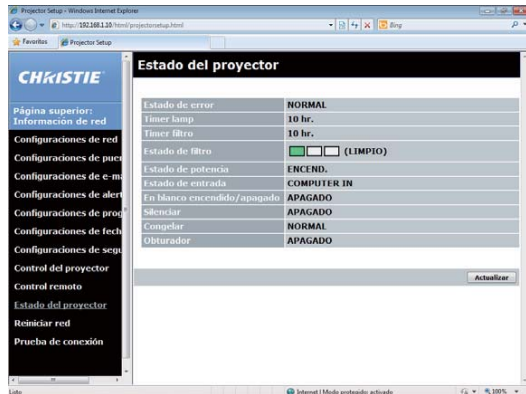 Projector Setup - Windows Internet Explorer
http://192.168.1.10/html/projectorsetup.html
Bing
Favoritos
Projector Setup
CHRISTIE
Página superior:
Información de red
Configuraciones de red
Configuraciones de puer
Configuraciones de e-ma
Configuraciones de alert
Configuraciones de prog
Configuraciones de fech
Configuraciones de segu
Control del proyector
Control remoto
Estado del proyector
Reiniciar red
Prueba de conexión
Estado del proyector
Estado de error NORMAL
Timer lamp 10 hr.
Timer filtro 10 hr.
Estado de filtro (LIMPIO)
Estado de potencia ENCEND.
Estado de entrada COMPUTER IN
En blanco encendido/apagado APAGADO
Silenciar APAGADO
Congelar NORMAL
Obturador APAGADO
Actualizar
Listo
Internet | Modo protegido: activado
100%